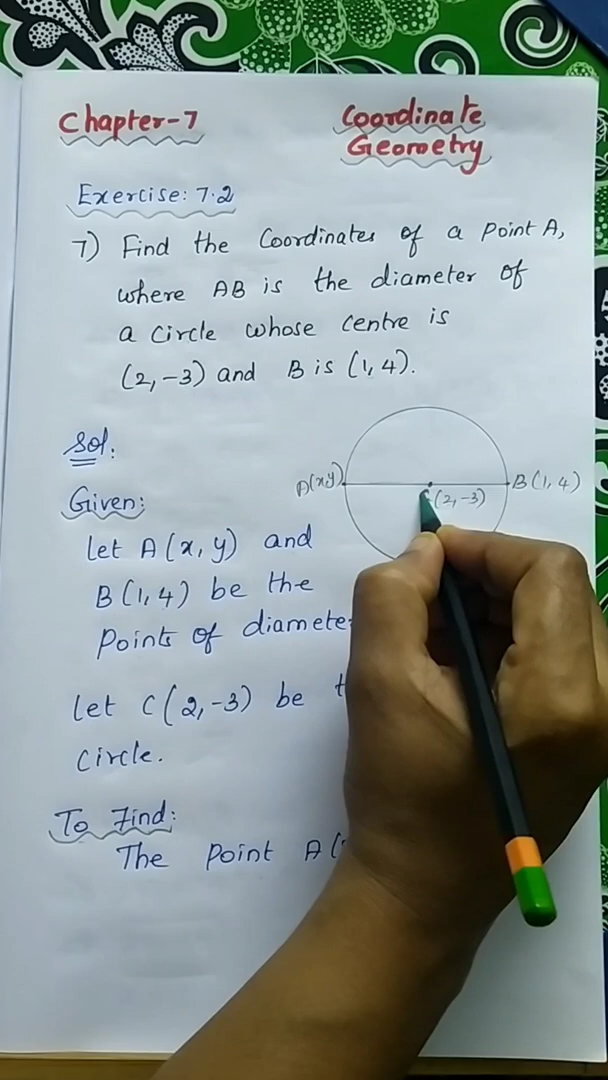 Chapter-7
Coordinate
Geometry
Exercise: 7.2
7) Find the Coordinates of a Point A,
where AB is the diameter of
a Circle whose Centre is
(2,-3) and B is (1,4).
Sol:
A(x,y)
B(1,4)
(2,-3)
Given:
Let A(x,y) and
B(1,4) be the
Points of
Let C(2,-3) be
Circle.
To Find:
The Point